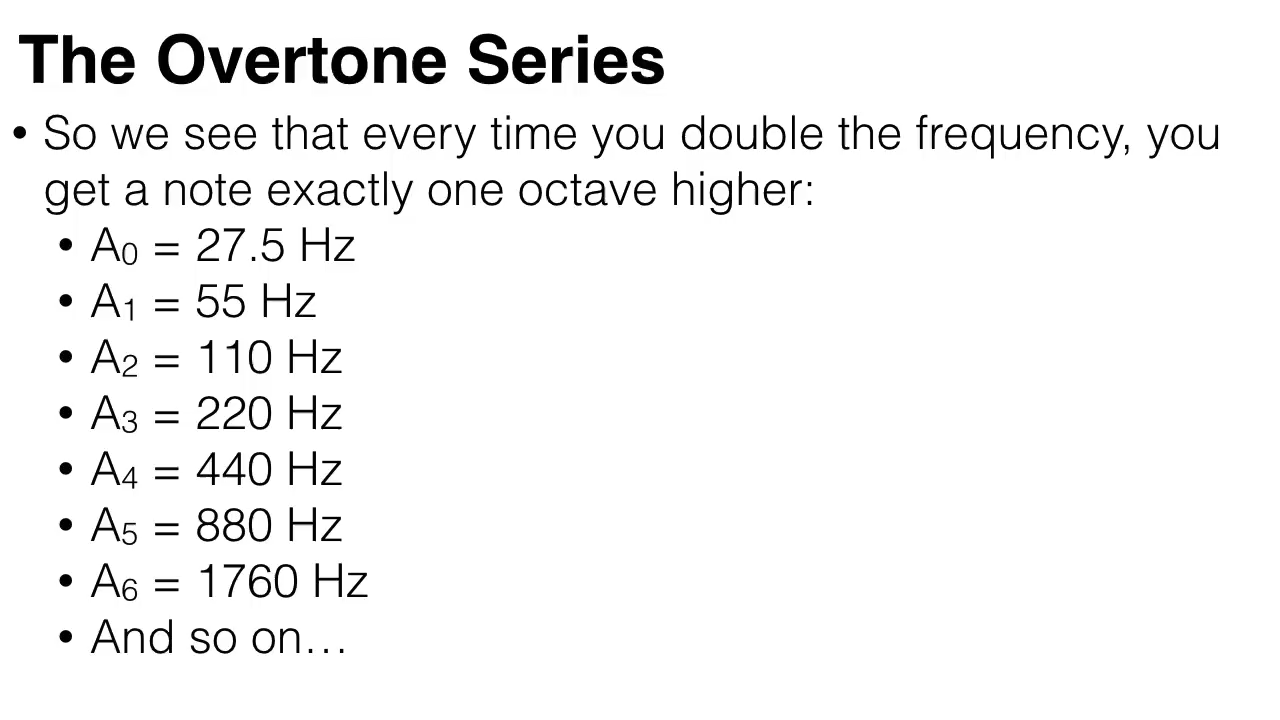 The Overtone Series
• So we see that every time you double the frequency, you
get a note exactly one octave higher:
• A₀ = 27.5 Hz
• A₁ = 55 Hz
• A₂ = 110 Hz
• A₃ = 220 Hz
• A₄ = 440 Hz
• A₅ = 880 Hz
• A₆ = 1760 Hz
• And so on…